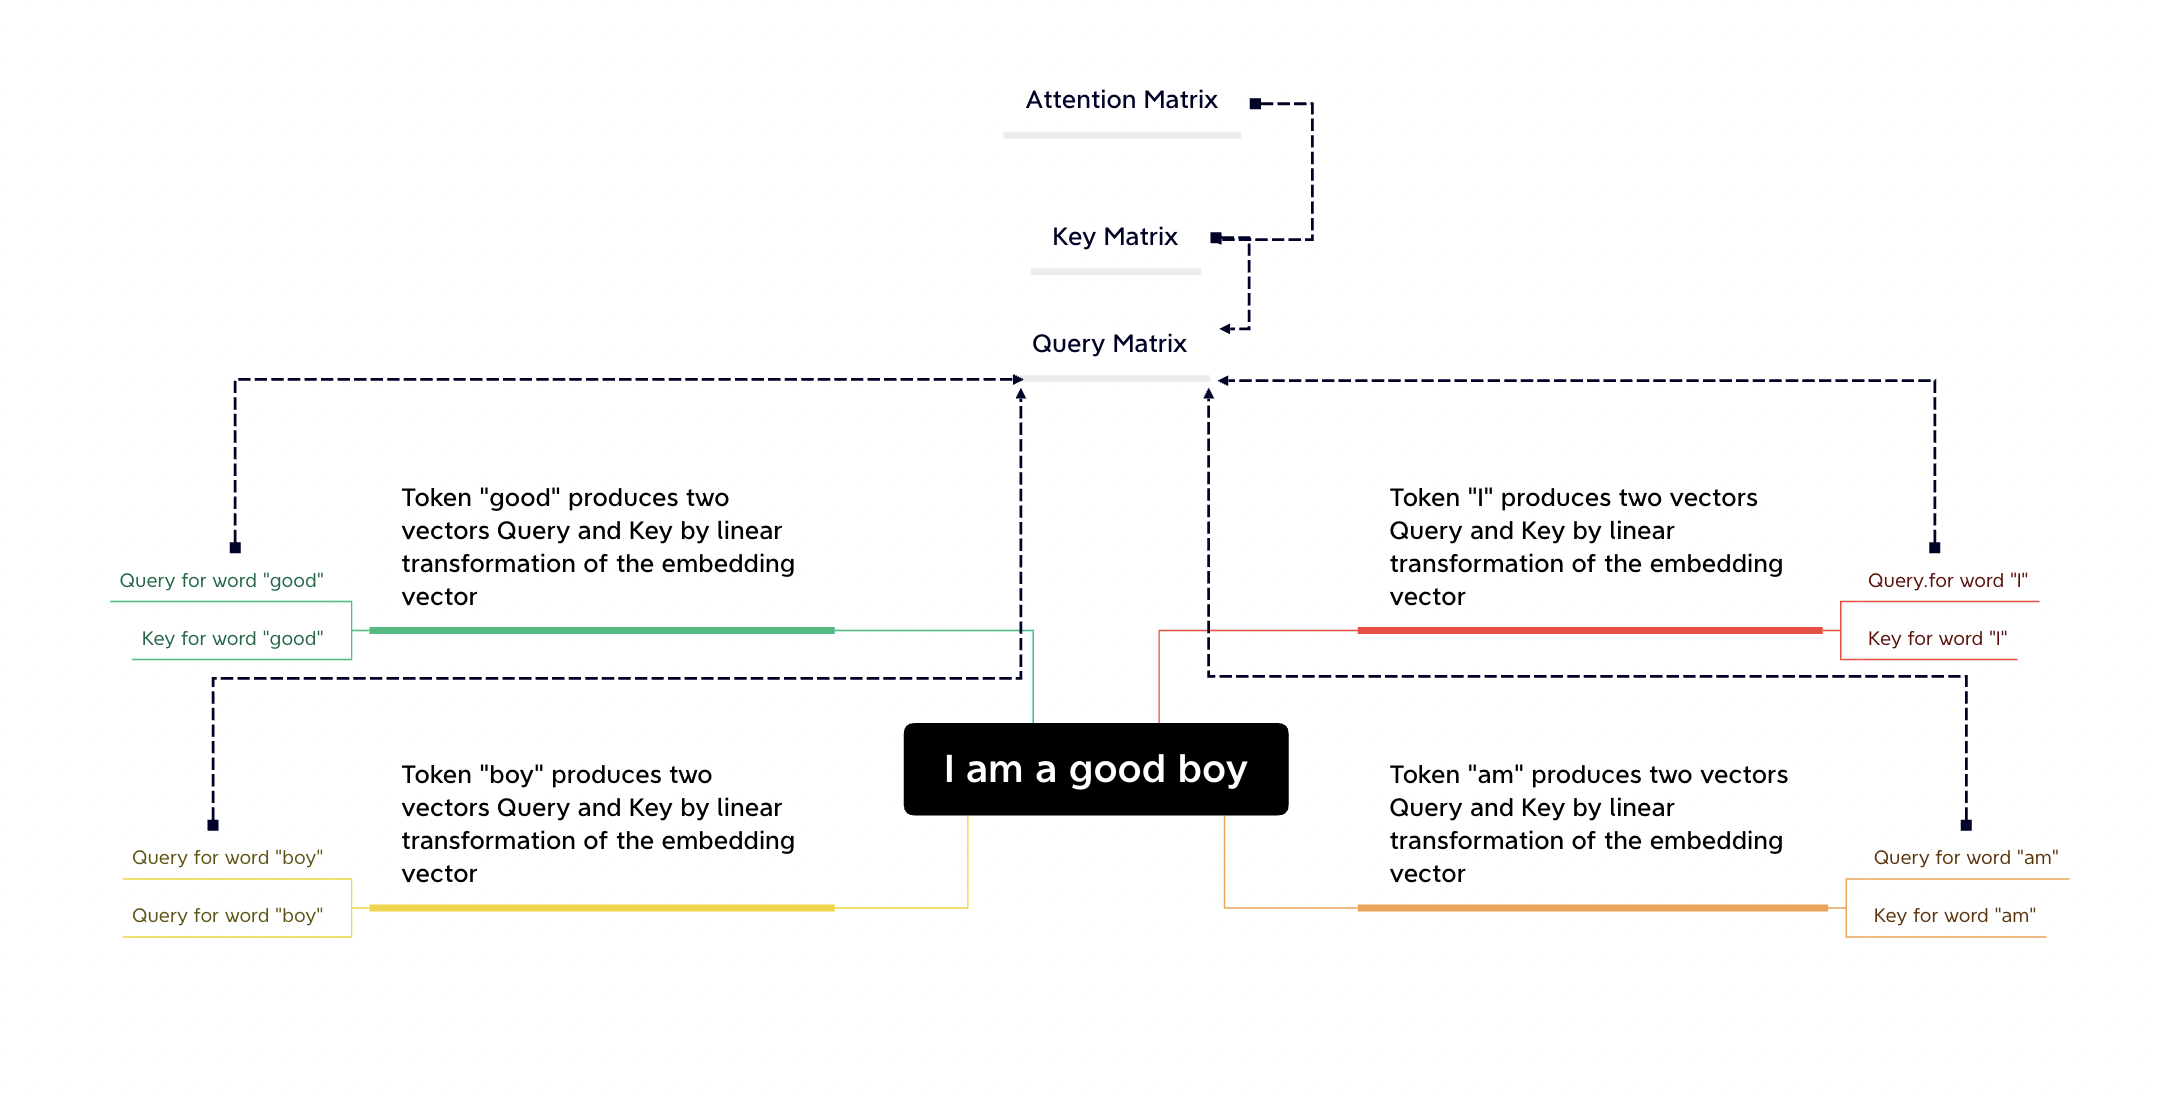 Attention Matrix
Key Matrix
Query Matrix
Token "good" produces two
vectors Query and Key by linear
transformation of the embedding
vector
Query for word "good"
Key for word "good"
Token "I" produces two vectors
Query and Key by linear
transformation of the embedding
vector
Query.for word "I"
Key for word "I"
I am a good boy
Token "boy" produces two
vectors Query and Key by linear
transformation of the embedding
vector
Query for word "boy"
Query for word "boy"
Token "am" produces two vectors
Query and Key by linear
transformation of the embedding
vector
Query for word "am"
Key for word "am"